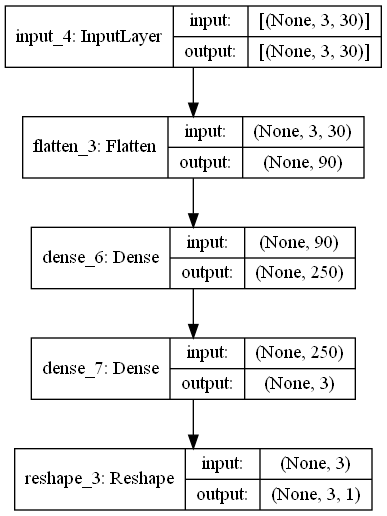 input_4: InputLayer
input: [(None, 3, 30)]
output: [(None, 3, 30)]
flatten_3: Flatten
input: (None, 3, 30)
output: (None, 90)
dense_6: Dense
input: (None, 90)
output: (None, 250)
dense_7: Dense
input: (None, 250)
output: (None, 3)
reshape_3: Reshape
input: (None, 3)
output: (None, 3, 1)